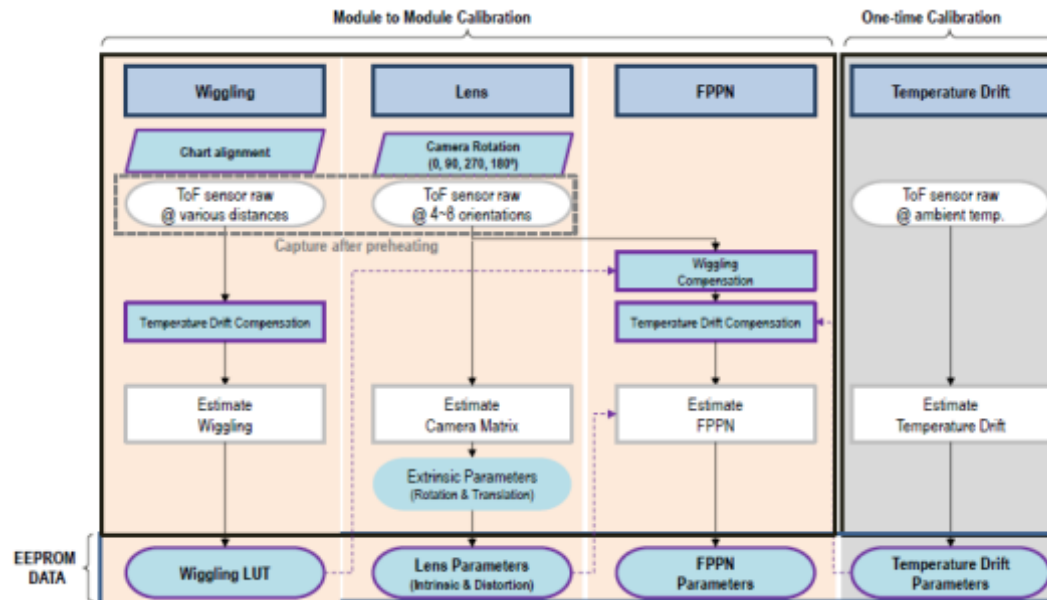 Module to Module Calibration
One-time Calibration
Wiggling
Lens
FPPN
Temperature Drift
Chart alignment
Camera Rotation
(0, 90, 270, 180º)
ToF sensor raw
@ various distances
ToF sensor raw
@ 4~8 orientations
ToF sensor raw
@ ambient temp.
Capture after preheating
Wiggling
Compensation
Temperature Drift Compensation
Temperature Drift Compensation
Estimate
Wiggling
Estimate
Camera Matrix
Estimate
FPPN
Estimate
Temperature Drift
Extrinsic Parameters
(Rotation & Translation)
EEPROM
DATA
Wiggling LUT
Lens Parameters
(Intrinsic & Distortion)
FPPN
Parameters
Temperature Drift
Parameters